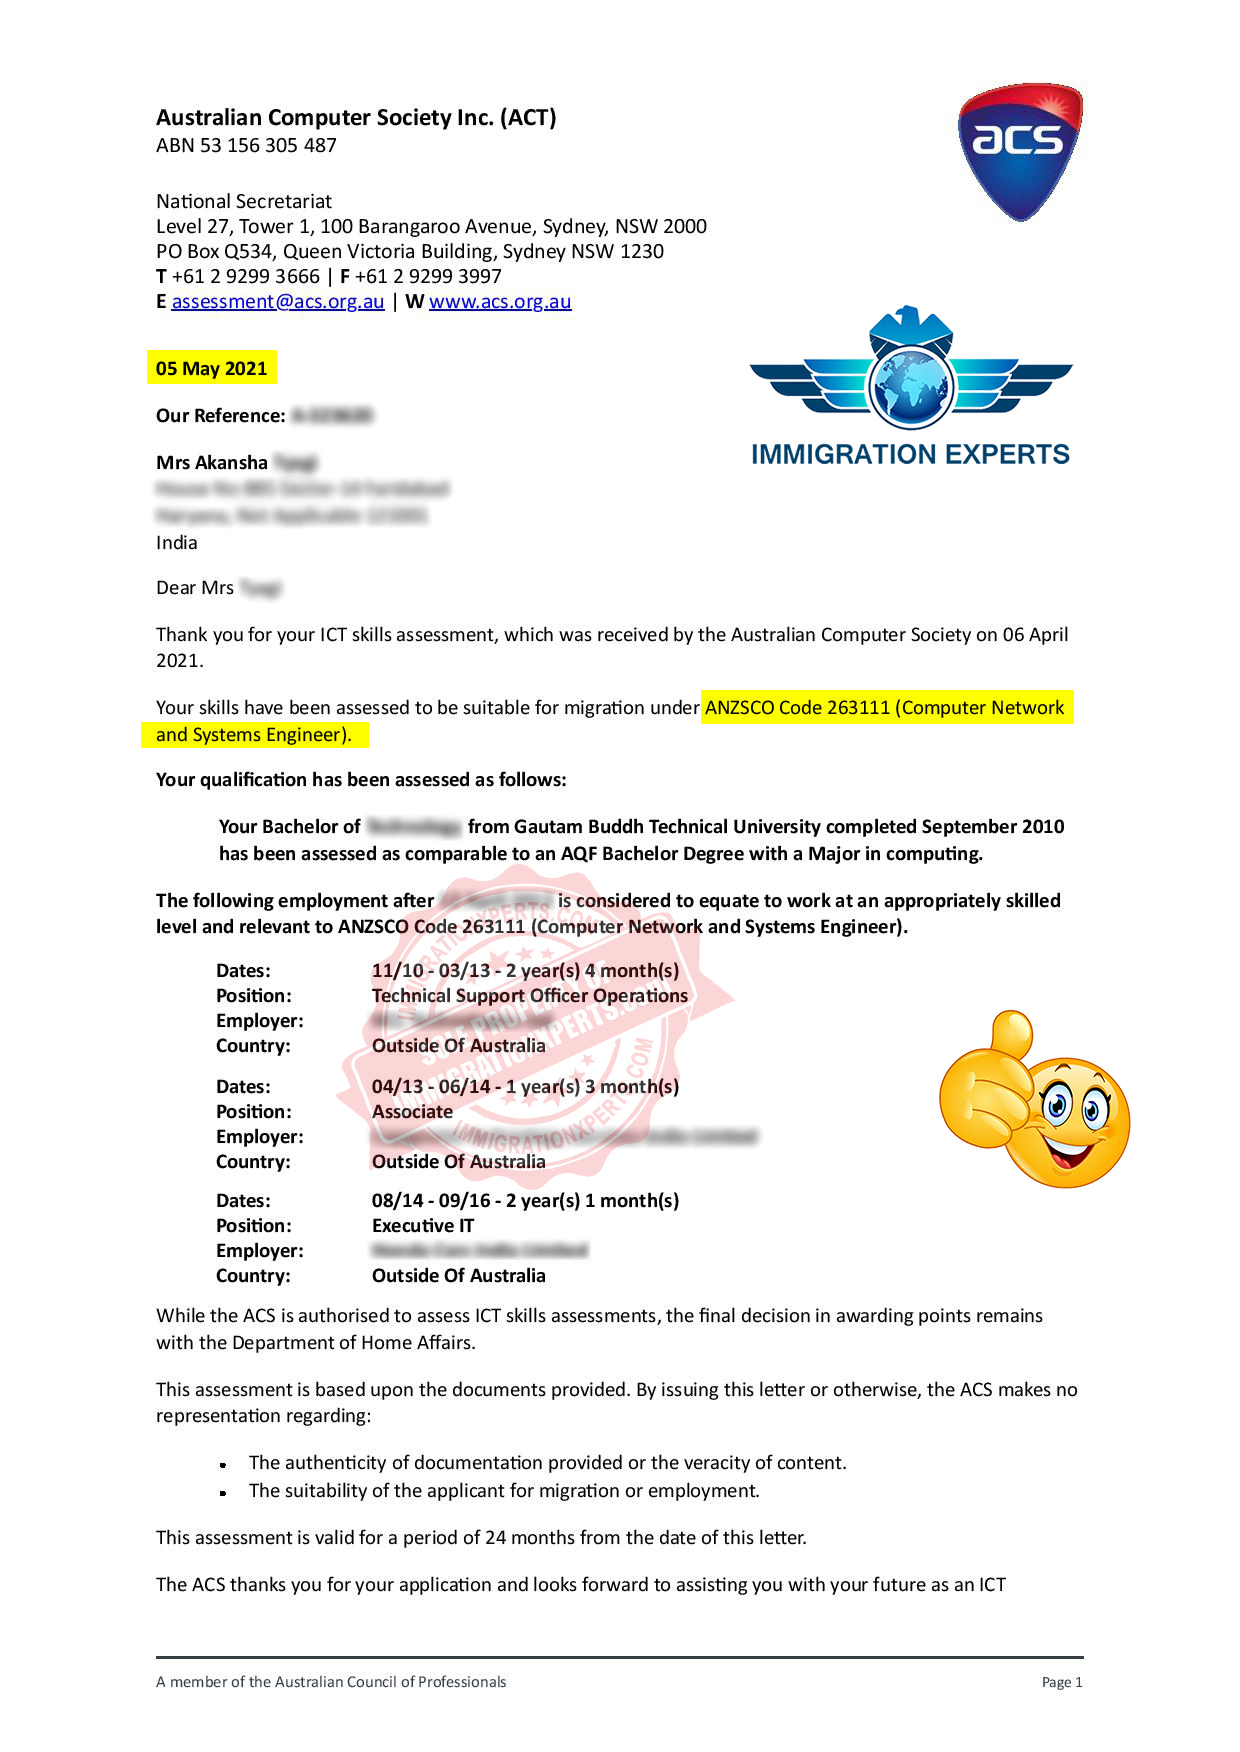 Australian Computer Society Inc. (ACT)
ABN 53 156 305 487
acs
National Secretariat
Level 27, Tower 1, 100 Barangaroo Avenue, Sydney, NSW 2000
PO Box Q534, Queen Victoria Building, Sydney NSW 1230
T +61 2 9299 3666 | F +61 2 9299 3997
E assessment@acs.org.au | W www.acs.org.au
IMMIGRATION EXPERTS
05 May 2021
Our Reference:
Mrs Akansha
India
Dear Mrs
Thank you for your ICT skills assessment, which was received by the Australian Computer Society on 06 April
2021.
Your skills have been assessed to be suitable for migration under ANZSCO Code 263111 (Computer Network
and Systems Engineer).
Your qualification has been assessed as follows:
Your Bachelor of from Gautam Buddh Technical University completed September 2010
has been assessed as comparable to an AQF Bachelor Degree with a Major in computing.
The following employment after is considered to equate to work at an appropriately skilled
level and relevant to ANZSCO Code 263111 (Computer Network and Systems Engineer).
IMMIGRATIONXPERTS.COM
SOLE PROPERTY OF
IMMIGRATIONXPERTS.COM
IMMIGRATIONXPERTS.COM
Dates: 11/10 - 03/13 - 2 year(s) 4 month(s)
Position: Technical Support Officer Operations
Employer:
Country: Outside Of Australia
Dates: 04/13 - 06/14 - 1 year(s) 3 month(s)
Position: Associate
Employer:
Country: Outside Of Australia
Dates: 08/14 - 09/16 - 2 year(s) 1 month(s)
Position: Executive IT
Employer:
Country: Outside Of Australia
While the ACS is authorised to assess ICT skills assessments, the final decision in awarding points remains
with the Department of Home Affairs.
This assessment is based upon the documents provided. By issuing this letter or otherwise, the ACS makes no
representation regarding:
▪ The authenticity of documentation provided or the veracity of content.
▪ The suitability of the applicant for migration or employment.
This assessment is valid for a period of 24 months from the date of this letter.
The ACS thanks you for your application and looks forward to assisting you with your future as an ICT
A member of the Australian Council of Professionals Page 1